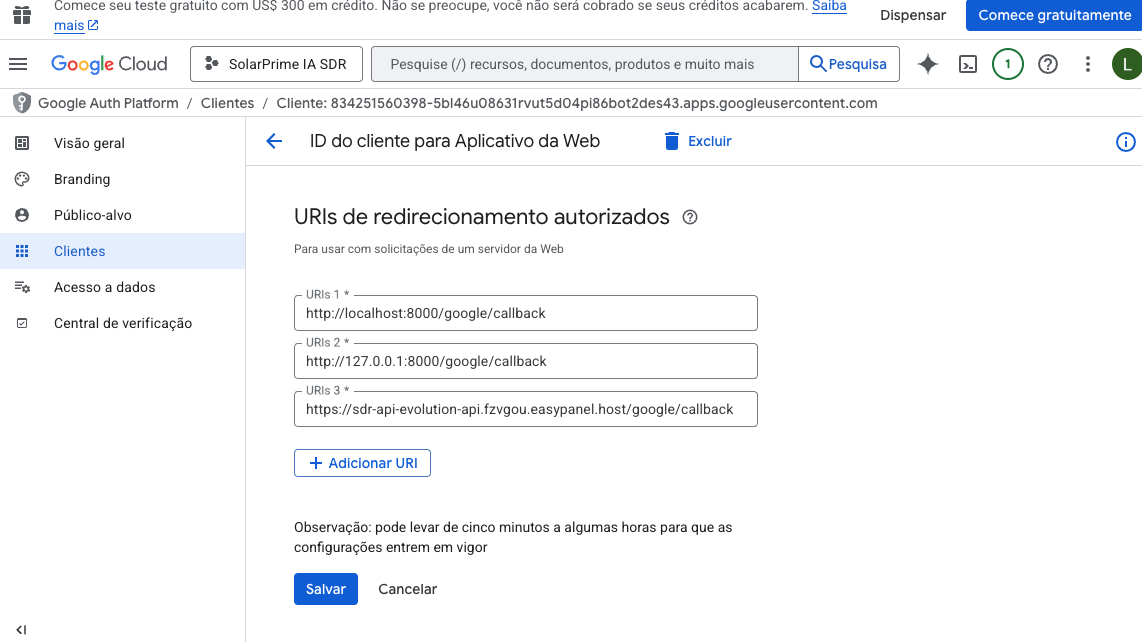 Comece seu teste gratuito com US$ 300 em crédito. Não se preocupe, você não será cobrado se seus créditos acabarem. Saiba mais
Dispensar
Comece gratuitamente
Google Cloud
SolarPrime IA SDR
Pesquise (/) recursos, documentos, produtos e muito mais
Pesquisa
1
L
Google Auth Platform / Clientes / Cliente: 834251560398-5bl46u08631rvut5d04pi86bot2des43.apps.googleusercontent.com
Visão geral
Branding
Público-alvo
Clientes
Acesso a dados
Central de verificação
ID do cliente para Aplicativo da Web
Excluir
URIs de redirecionamento autorizados
Para usar com solicitações de um servidor da Web
URIs 1 *
http://localhost:8000/google/callback
URIs 2 *
http://127.0.0.1:8000/google/callback
URIs 3 *
https://sdr-api-evolution-api.fzvgou.easypanel.host/google/callback
Adicionar URI
Observação: pode levar de cinco minutos a algumas horas para que as
configurações entrem em vigor
Salvar
Cancelar